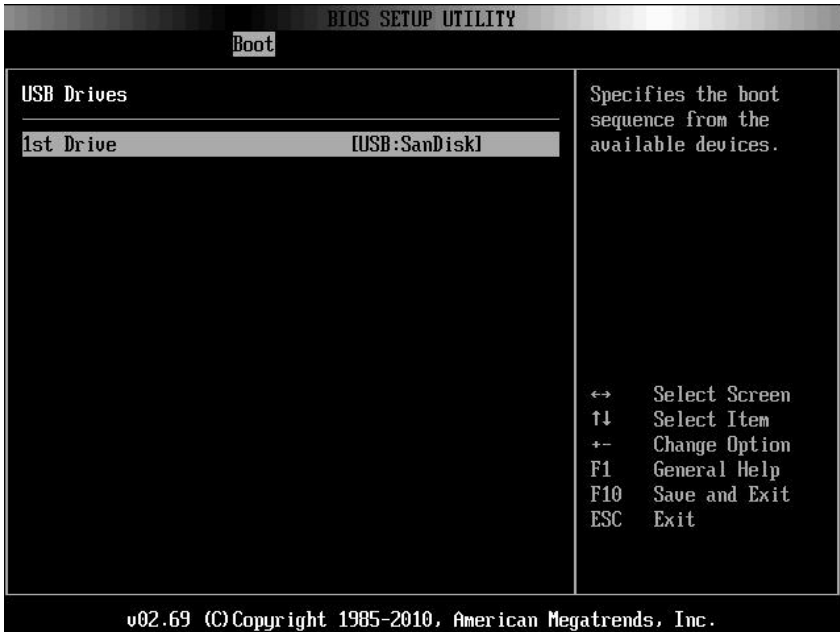 BIOS SETUP UTILITY
Boot
USB Drives
1st Drive [USB:SanDisk]
Specifies the boot
sequence from the
available devices.
←→ Select Screen
↑↓ Select Item
+- Change Option
F1 General Help
F10 Save and Exit
ESC Exit
v02.69 (C)Copyright 1985-2010, American Megatrends, Inc.